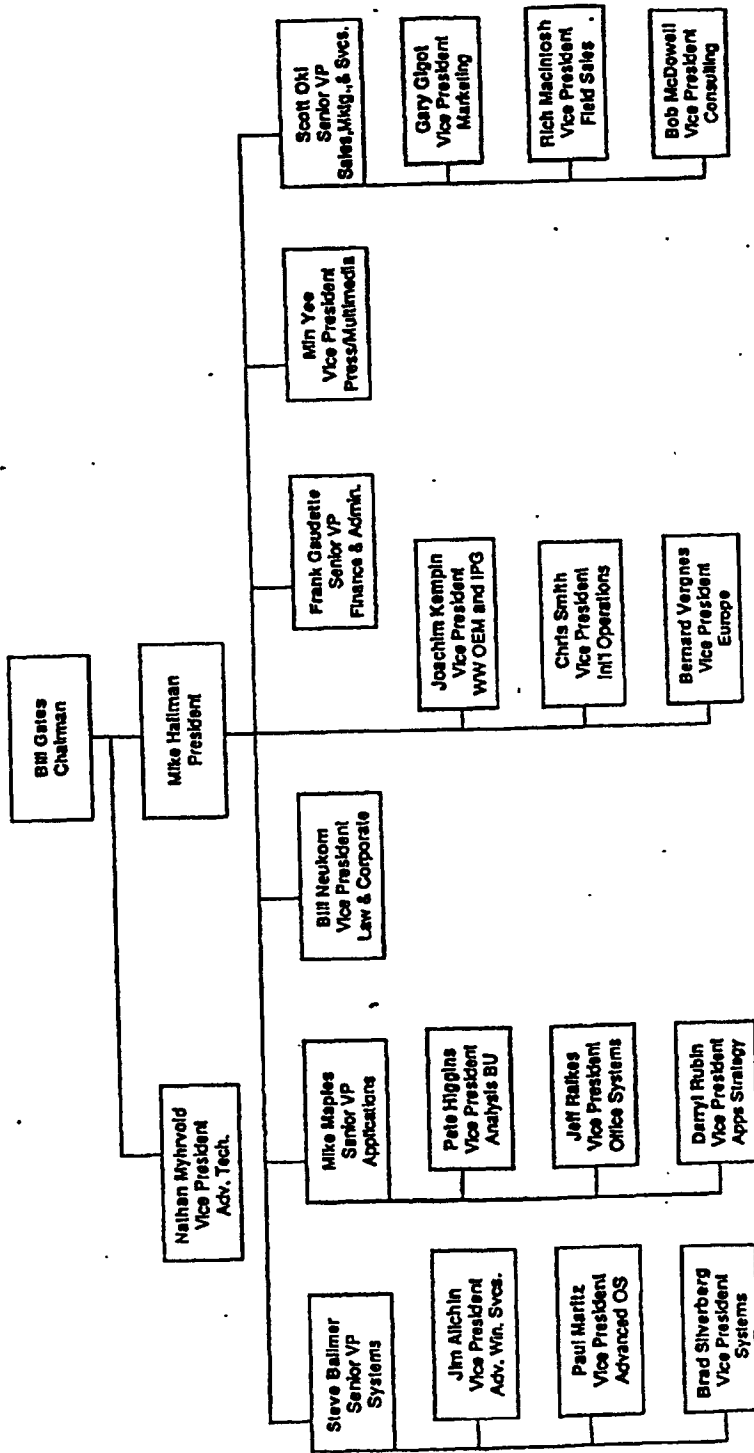 Bill Gates
Chairman
Mike Hallman
President
Nathan Myhrvold
Vice President
Adv. Tech.
Steve Ballmer
Senior VP
Systems
Mike Maples
Senior VP
Applications
Bill Neukom
Vice President
Law & Corporate
Frank Gaudette
Senior VP
Finance & Admin.
Min Yee
Vice President
Press/Multimedia
Scott Oki
Senior VP
Sales,Mktg.,& Svcs.
Jim Allchin
Vice President
Adv. Win. Svcs.
Paul Maritz
Vice President
Advanced OS
Brad Silverberg
Vice President
Systems
Pete Higgins
Vice President
Analysis BU
Jeff Raikes
Vice President
Office Systems
Darryl Rubin
Vice President
Apps Strategy
Joachim Kempin
Vice President
WW OEM and IPG
Chris Smith
Vice President
Int'l Operations
Bernard Vergnes
Vice President
Europe
Gary Gigot
Vice President
Marketing
Rich Macintosh
Vice President
Field Sales
Bob McDowell
Vice President
Consulting